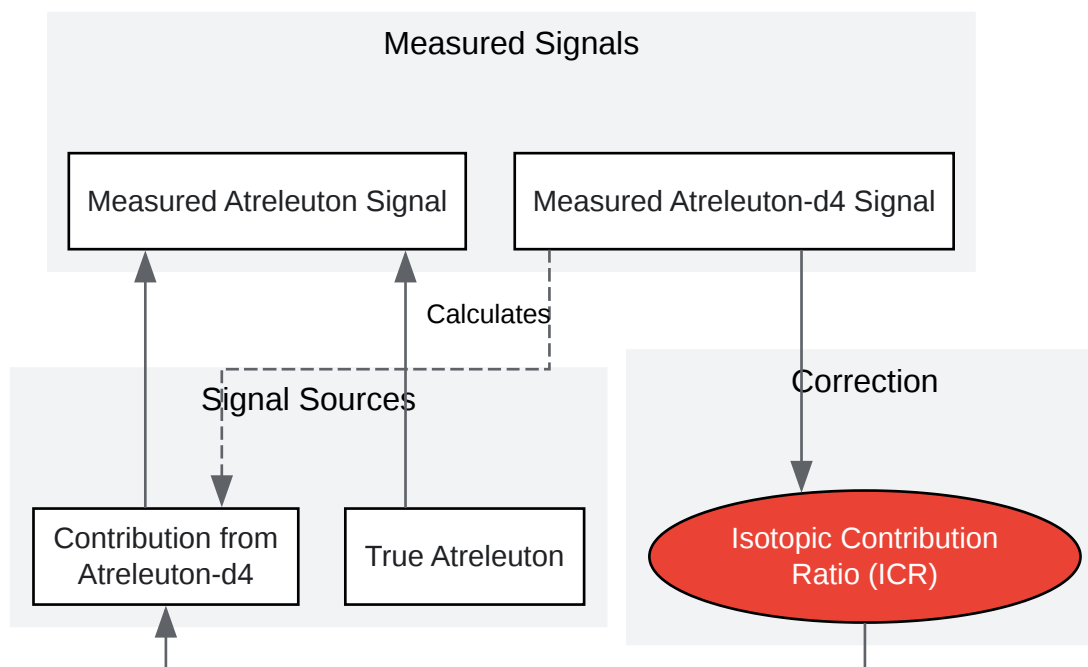 Measured Signals
Measured Atreleuton Signal
Measured Atreleuton-d4 Signal
Calculates
Signal Sources
Correction
Contribution from
Atreleuton-d4
True Atreleuton
Isotopic Contribution
Ratio (ICR)